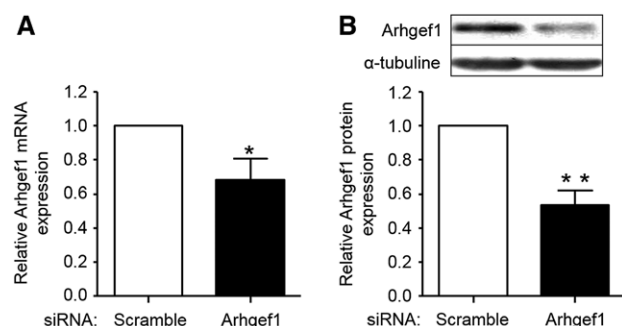 A
Relative Arhgef1 mRNA
expression
1.2
1.0
0.8
0.6
0.4
0.2
0.0
*
siRNA: Scramble Arhgef1
B
Arhgef1
α-tubuline
Relative Arhgef1 protein
expression
1.2
1.0
0.8
0.6
0.4
0.2
0.0
**
siRNA: Scramble Arhgef1